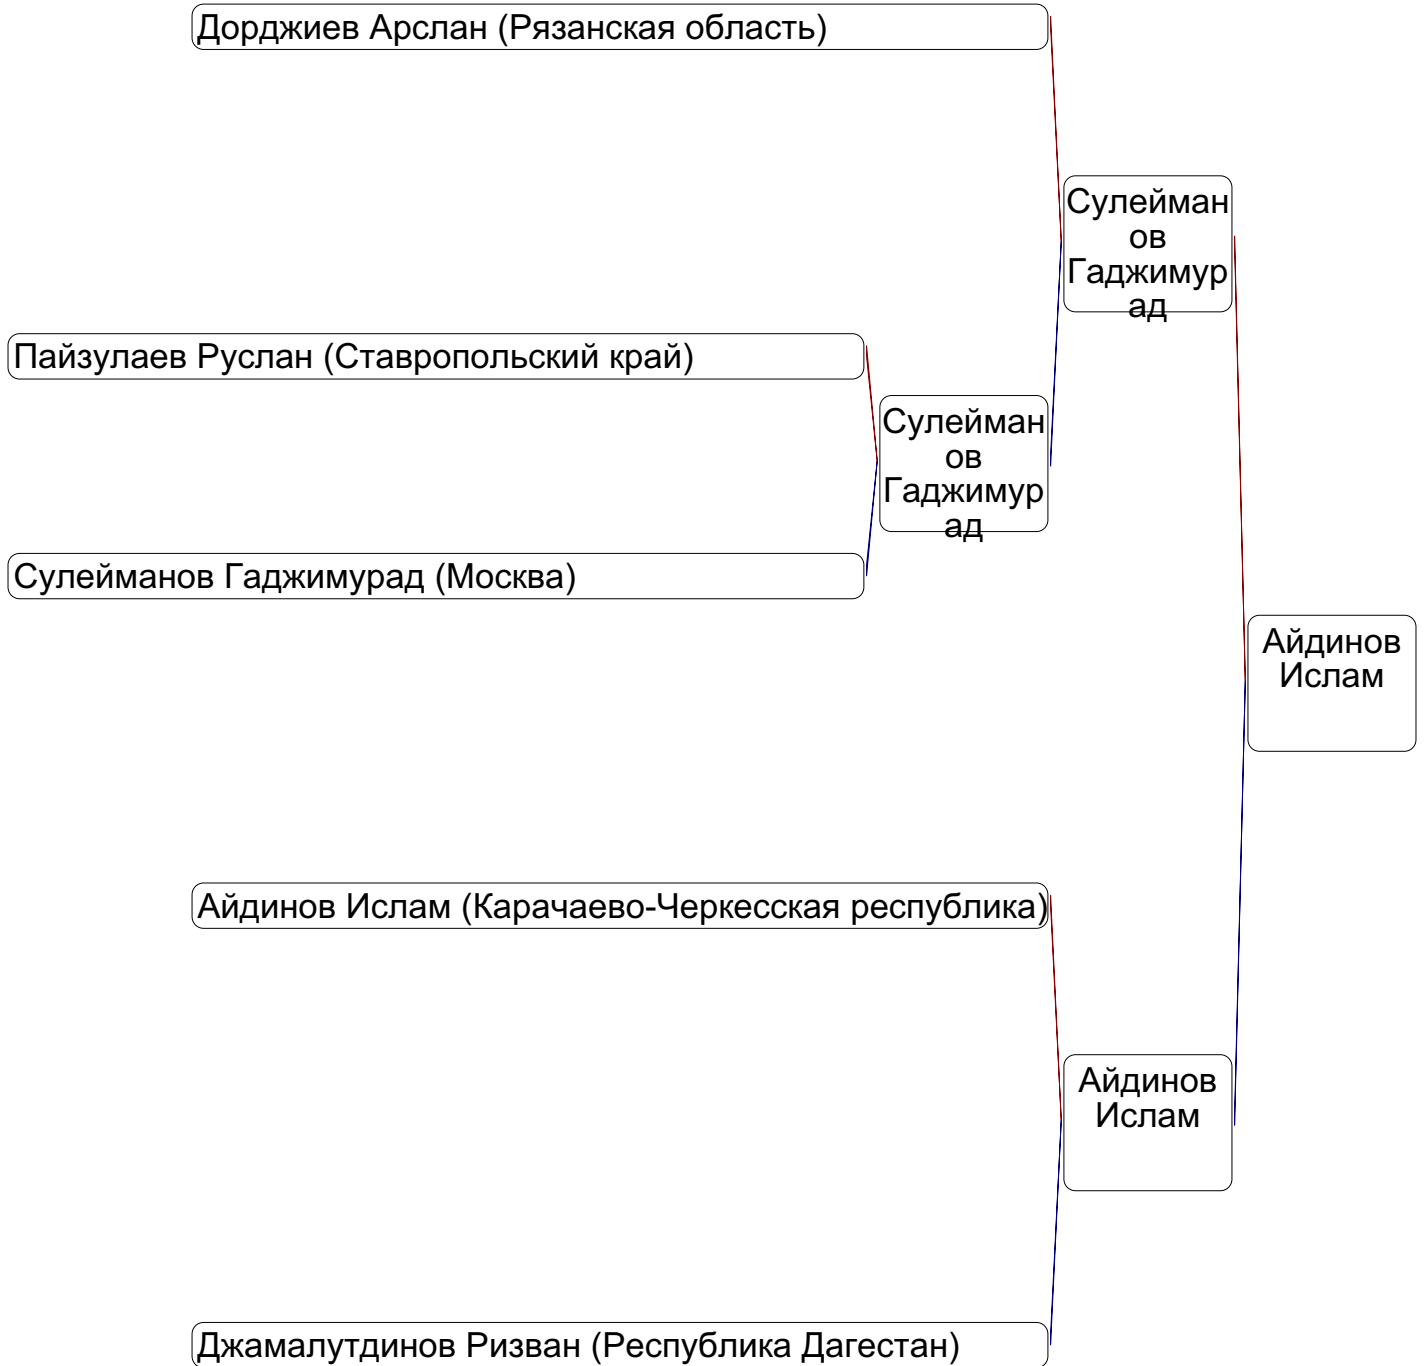 Дорджиев Арслан (Рязанская область)
Сулейман
ов
Гаджимур
ад
Пайзулаев Руслан (Ставропольский край)
Сулейман
ов
Гаджимур
ад
Сулейманов Гаджимурад (Москва)
Айдинов
Ислам
Айдинов Ислам (Карачаево-Черкесская республика)
Айдинов
Ислам
Джамалутдинов Ризван (Республика Дагестан)